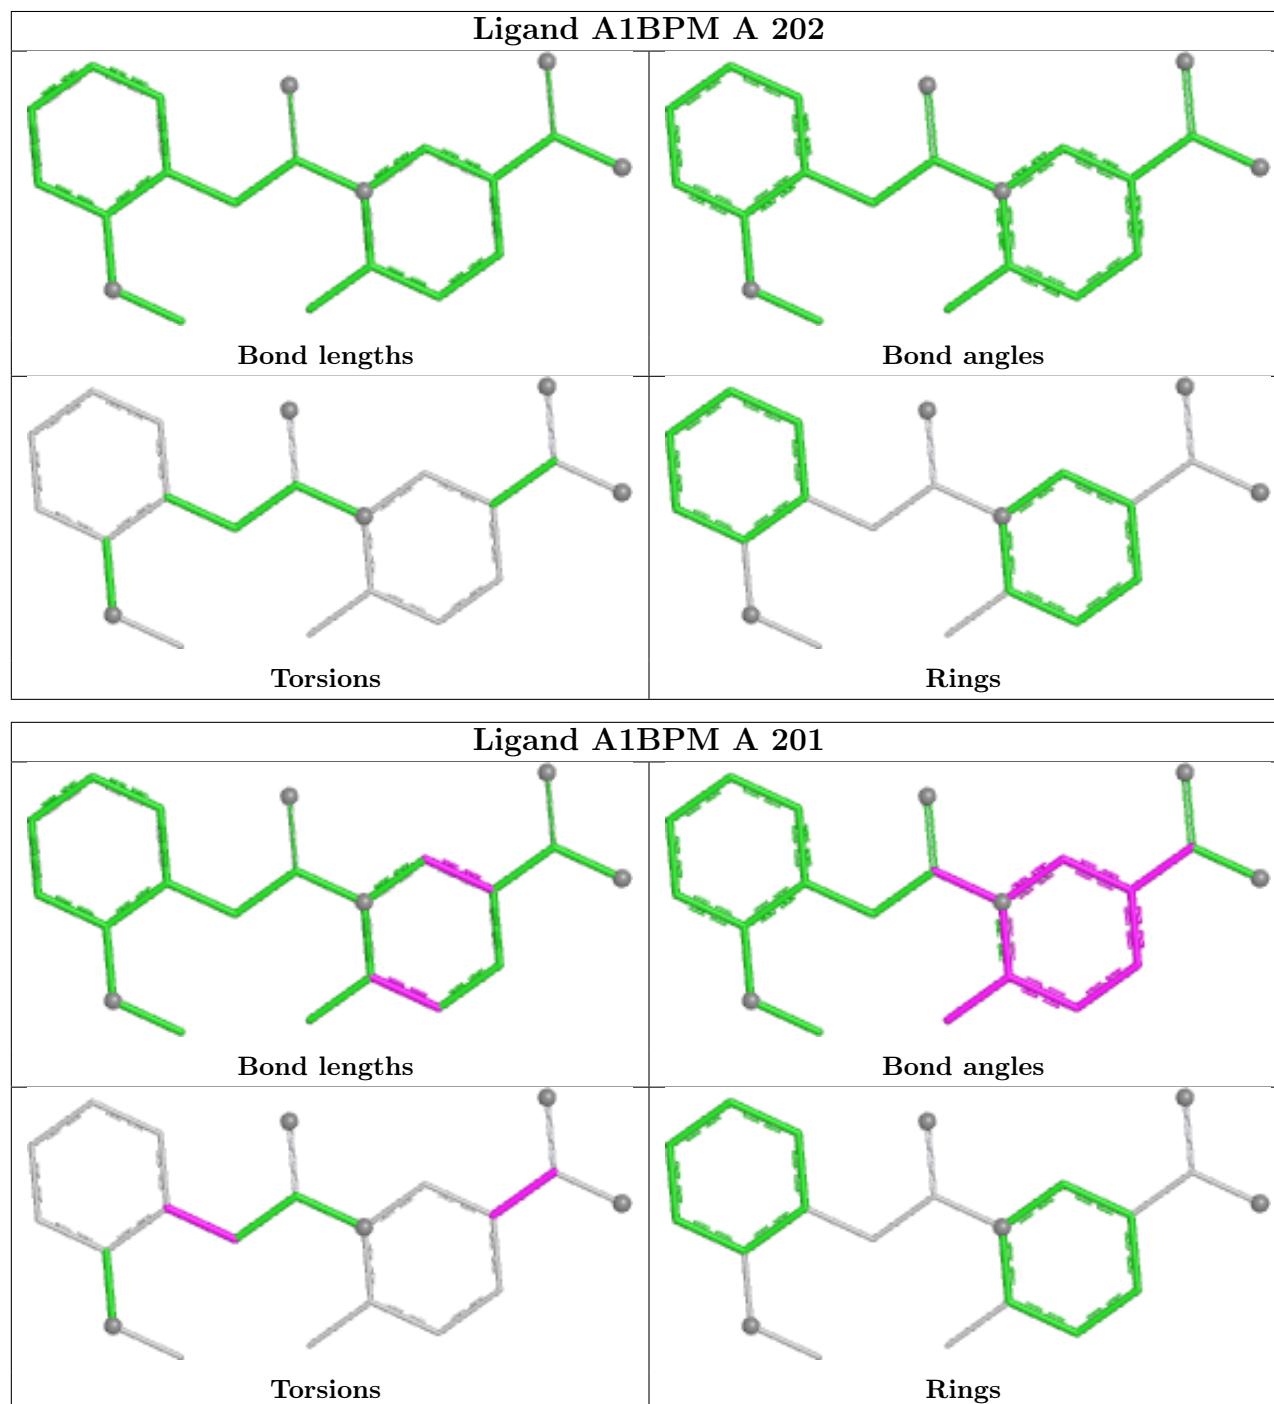 Ligand A1BPM A 202
Bond lengths
Bond angles
Torsions
Rings
Ligand A1BPM A 201
Bond lengths
Bond angles
Torsions
Rings